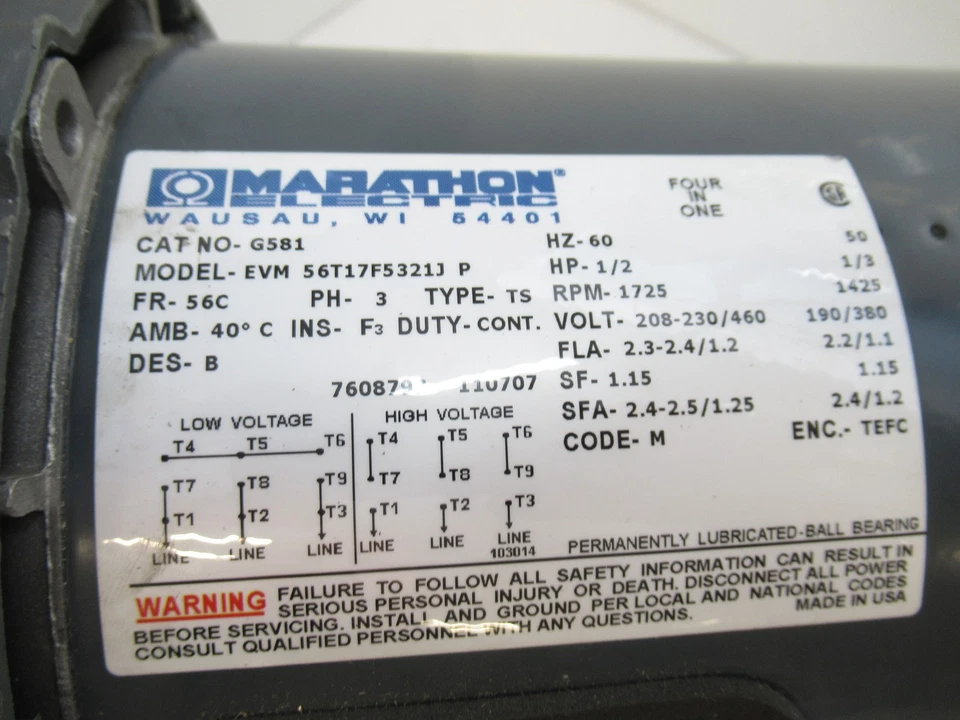 MARATHON®
ELECTRIC
WAUSAU, WI 54401
FOUR
IN
ONE
CAT NO- G581
MODEL- EVM 56T17F5321J P
FR- 56C PH- 3 TYPE- TS
AMB- 40° C INS- F3 DUTY- CONT.
DES- B
760879 110707
HZ- 60 50
HP- 1/2 1/3
RPM- 1725 1425
VOLT- 208-230/460 190/380
FLA- 2.3-2.4/1.2 2.2/1.1
SF- 1.15 1.15
SFA- 2.4-2.5/1.25 2.4/1.2
CODE- M ENC.- TEFC
LOW VOLTAGE
T4 T5 T6
T7 T8 T9
T1 T2 T3
LINE LINE LINE
HIGH VOLTAGE
T4 T5 T6
T7 T8 T9
T1 T2 T3
LINE LINE LINE
103014
PERMANENTLY LUBRICATED-BALL BEARING
WARNING FAILURE TO FOLLOW ALL SAFETY INFORMATION CAN RESULT IN
SERIOUS PERSONAL INJURY OR DEATH. DISCONNECT ALL POWER
BEFORE SERVICING. INSTALL AND GROUND PER LOCAL AND NATIONAL CODES
CONSULT QUALIFIED PERSONNEL WITH ANY QUESTIONS. MADE IN USA